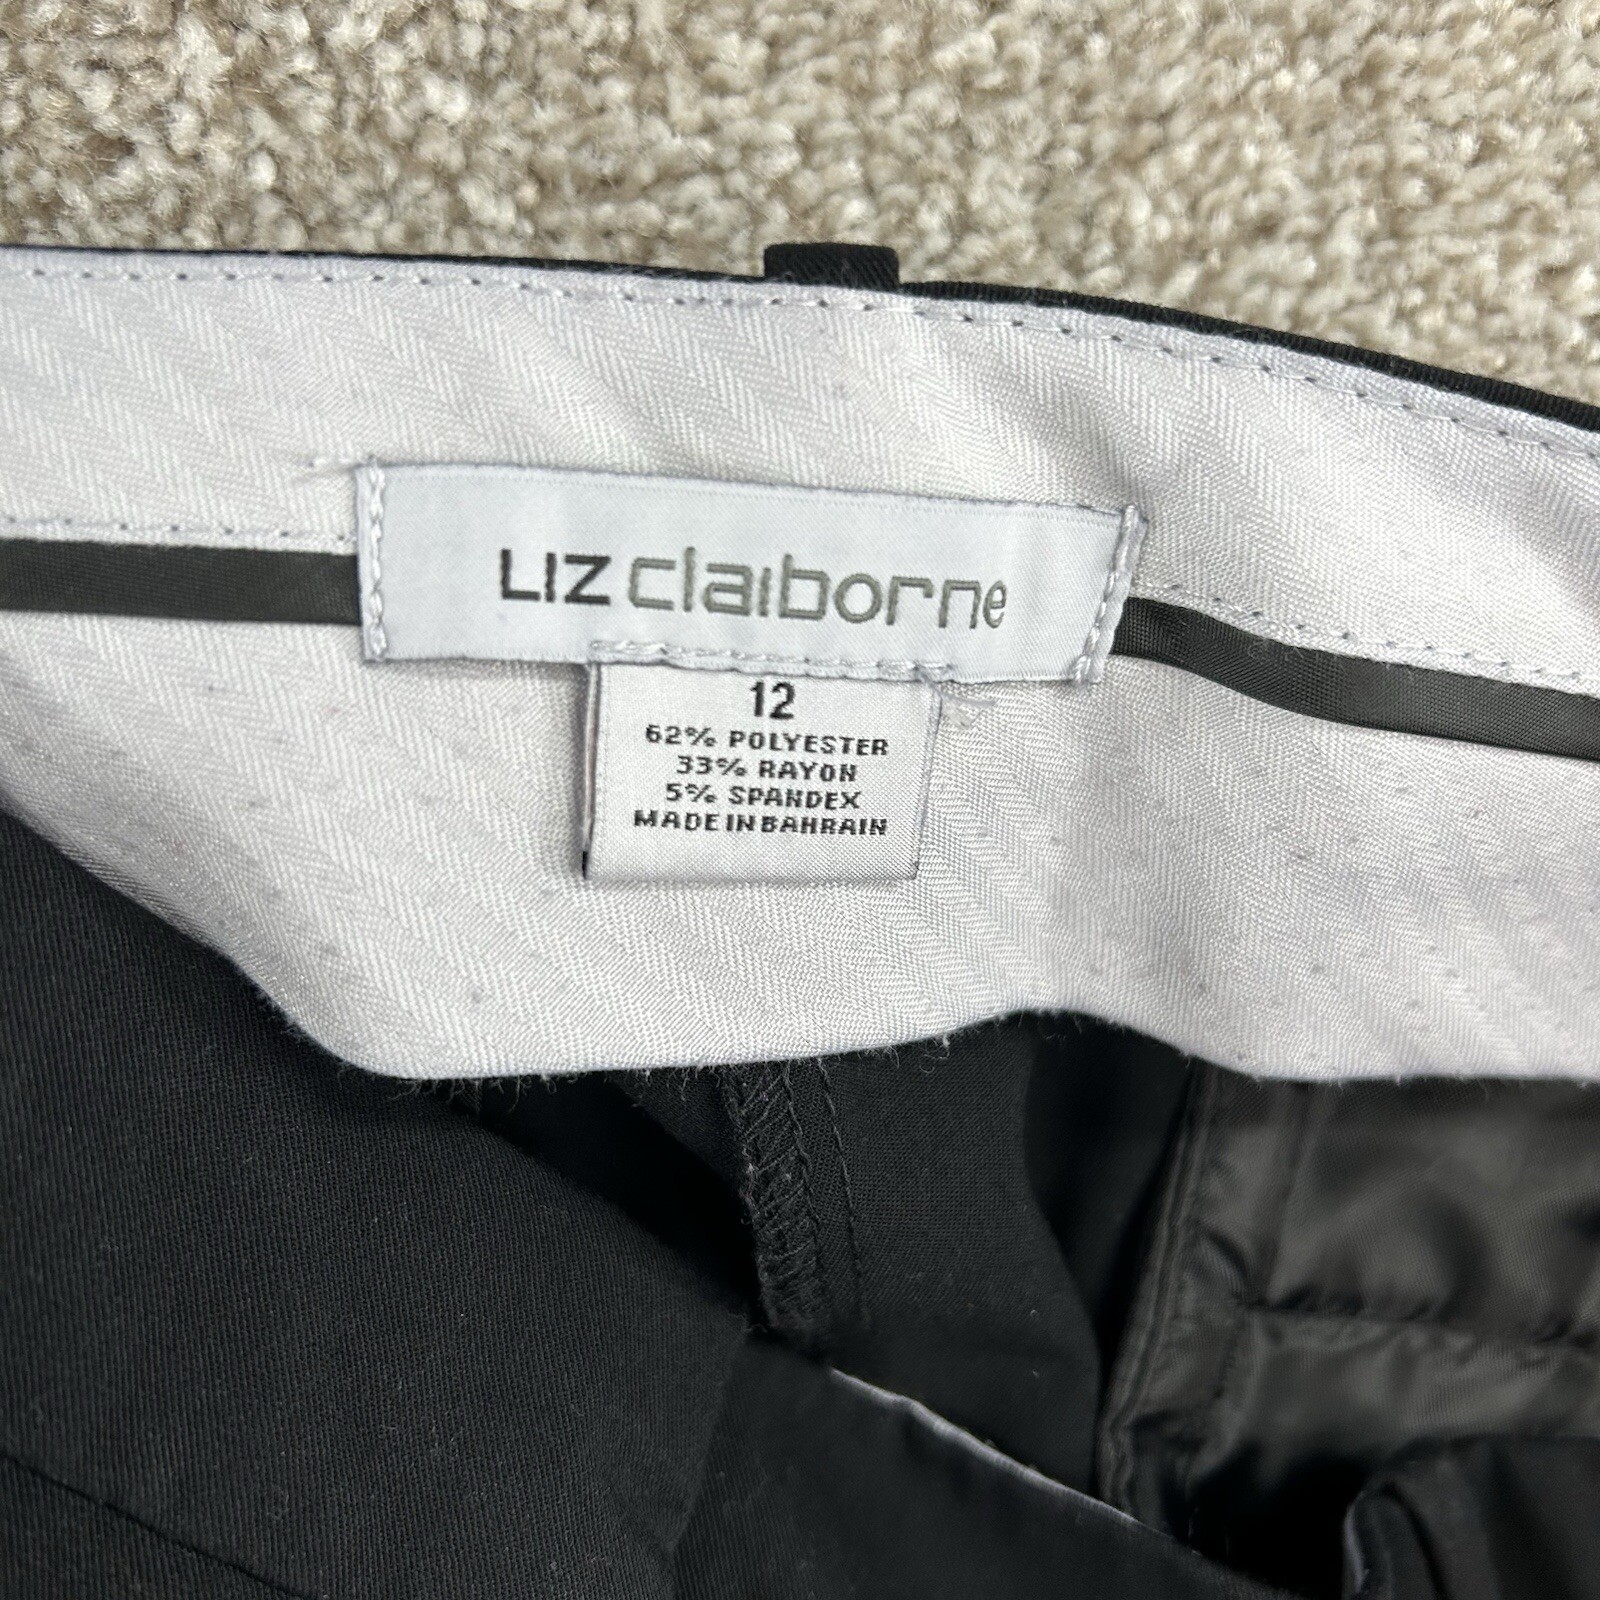 LIZ claiborne
12
62% POLYESTER
33% RAYON
5% SPANDEX
MADE IN BAHRAIN